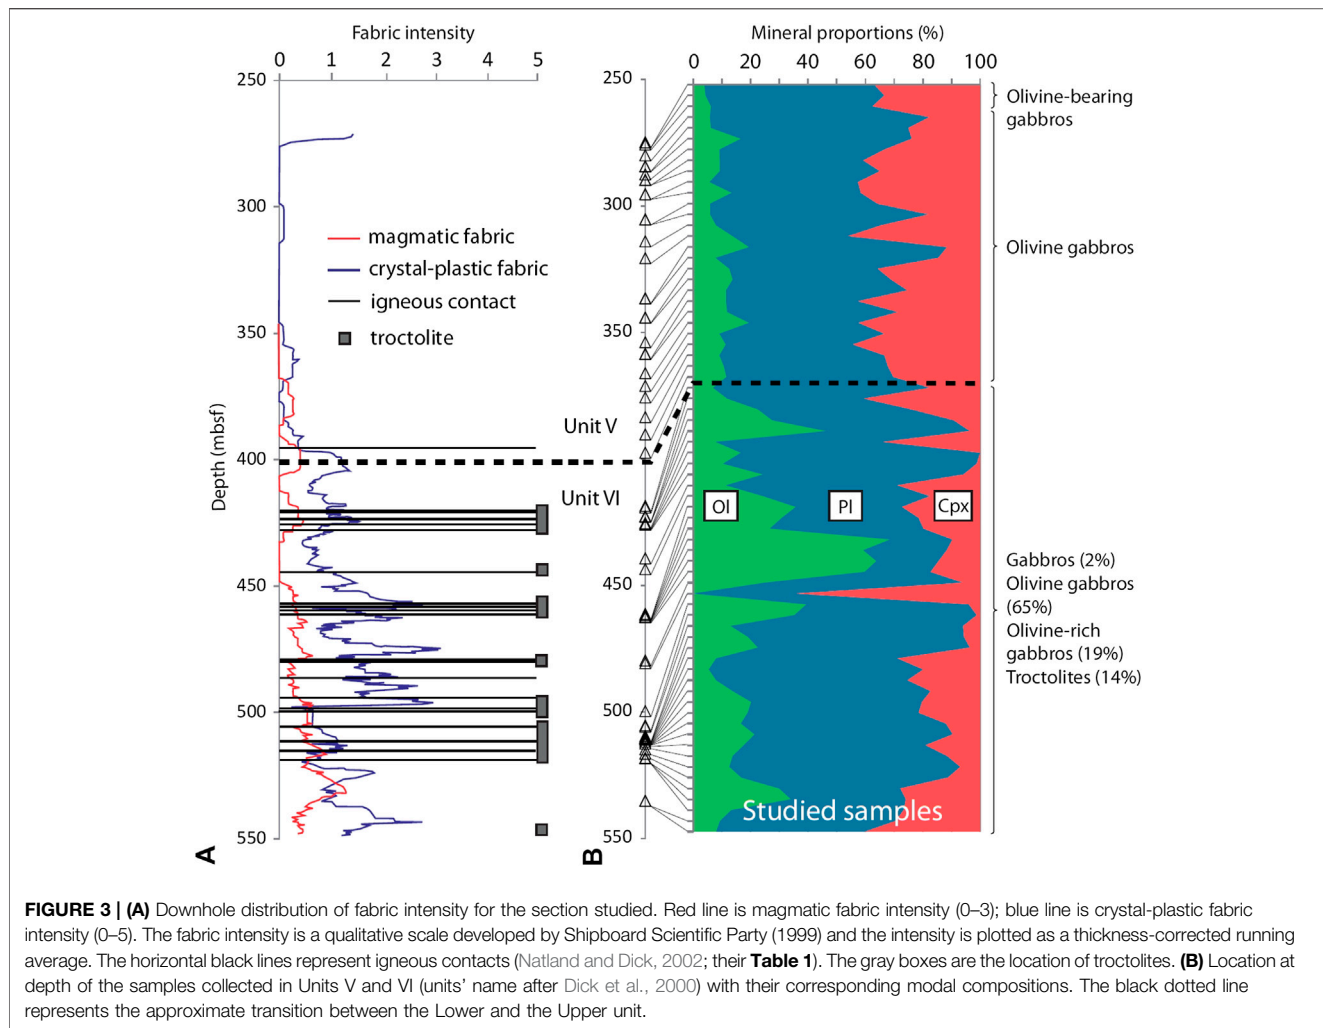 Fabric intensity
0 1 2 3 4 5
250
300
350
400
450
500
550
Depth (mbsf)
magmatic fabric
crystal-plastic fabric
igneous contact
troctolite
Unit V
Unit VI
A
Mineral proportions (%)
0 20 40 60 80 100
250
300
350
400
450
500
550
Ol
Pl
Cpx
Studied samples
Olivine-bearing
gabbros
Olivine gabbros
Gabbros (2%)
Olivine gabbros
(65%)
Olivine-rich
gabbros (19%)
Troctolites (14%)
B
FIGURE 3 | (A) Downhole distribution of fabric intensity for the section studied. Red line is magmatic fabric intensity (0–3); blue line is crystal-plastic fabric
intensity (0–5). The fabric intensity is a qualitative scale developed by Shipboard Scientific Party (1999) and the intensity is plotted as a thickness-corrected running
average. The horizontal black lines represent igneous contacts (Natland and Dick, 2002; their Table 1). The gray boxes are the location of troctolites. (B) Location at
depth of the samples collected in Units V and VI (units' name after Dick et al., 2000) with their corresponding modal compositions. The black dotted line
represents the approximate transition between the Lower and the Upper unit.